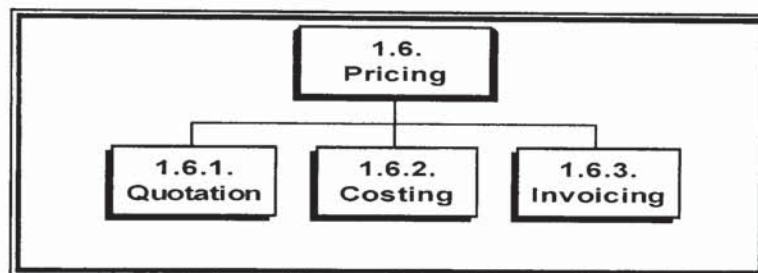 1.6.
Pricing
1.6.1.
Quotation
1.6.2.
Costing
1.6.3.
Invoicing